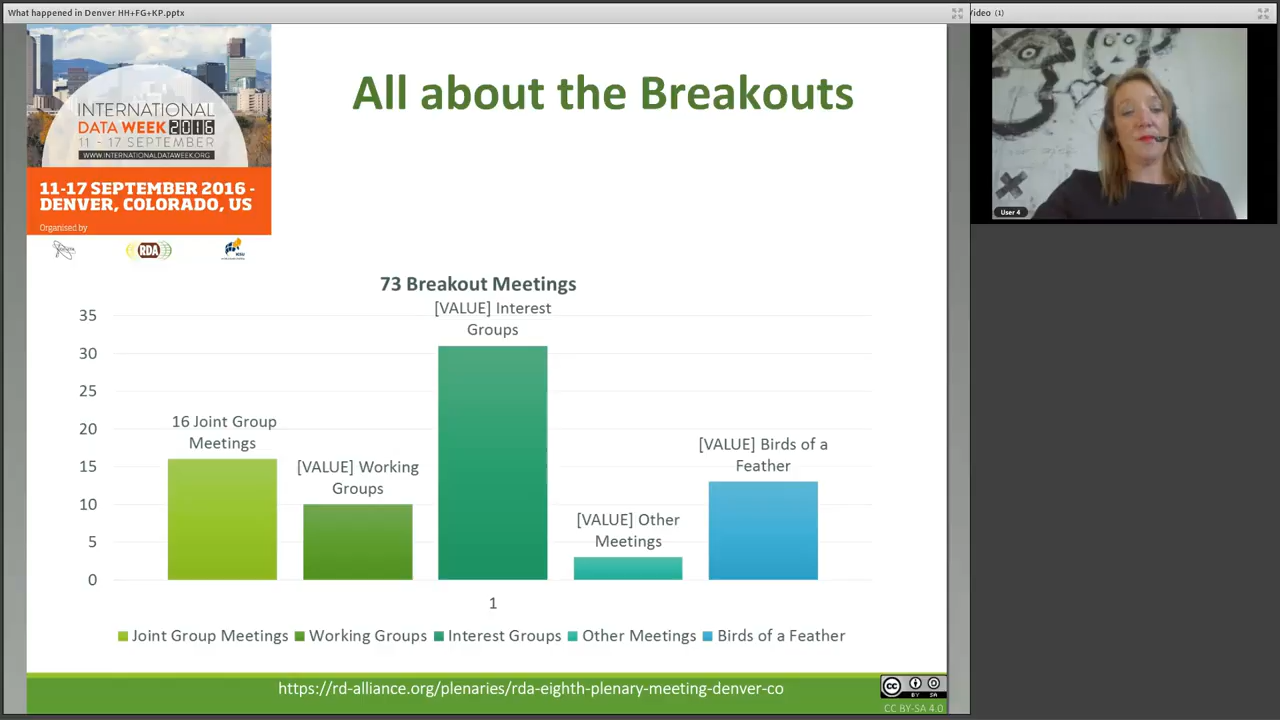 What happened in Denver HH+FG+KP.pptx
Video (1)
INTERNATIONAL
DATA WEEK 2016
11 - 17 SEPTEMBER
WWW.INTERNATIONALDATAWEEK.ORG
11-17 SEPTEMBER 2016 -
DENVER, COLORADO, US
Organised by
RDA
All about the Breakouts
User 4
73 Breakout Meetings
[VALUE] Interest
Groups
16 Joint Group
Meetings
[VALUE] Working
Groups
[VALUE] Other
Meetings
[VALUE] Birds of a
Feather
35
30
25
20
15
10
5
0
1
Joint Group Meetings
Working Groups
Interest Groups
Other Meetings
Birds of a Feather
https://rd-alliance.org/plenaries/rda-eighth-plenary-meeting-denver-co
cc
BY SA
CC BY-SA 4.0